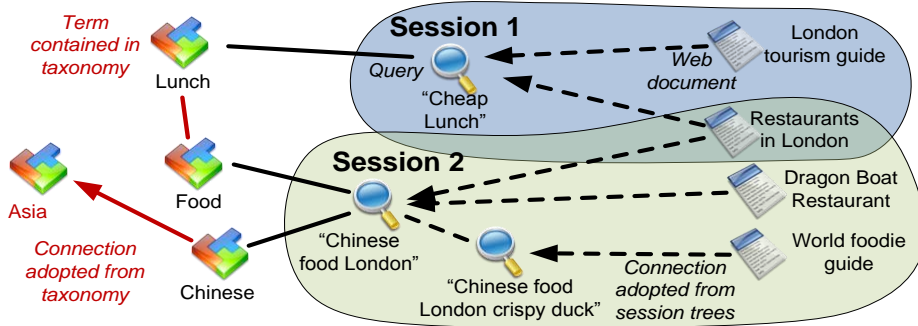 Term
contained in
taxonomy
Lunch
Session 1
Query
“Cheap
Lunch”
Web
document
London
tourism guide
Restaurants
in London
Session 2
Asia
Food
Connection
adopted from
taxonomy
Chinese
“Chinese
food London”
“Chinese food
London crispy duck”
Connection
adopted from
session trees
Dragon Boat
Restaurant
World foodie
guide